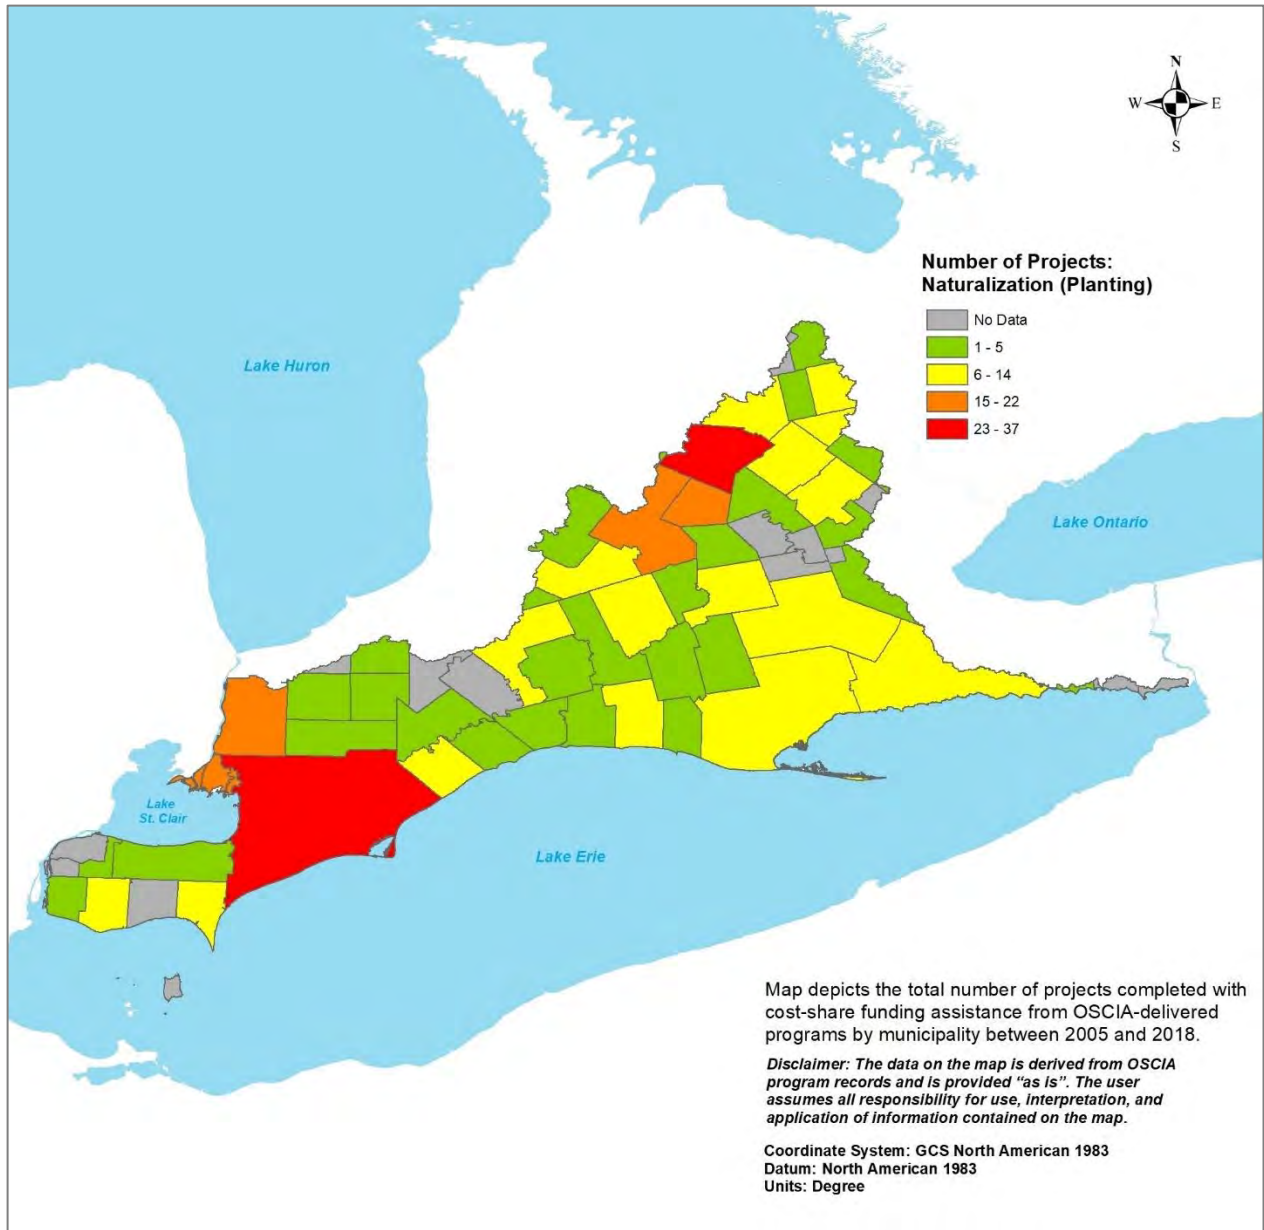 N
W E
S
Number of Projects:
Naturalization (Planting)
No Data
1 - 5
6 - 14
15 - 22
23 - 37
Lake Huron
Lake Ontario
Lake
St. Clair
Lake Erie
Map depicts the total number of projects completed with
cost-share funding assistance from OSCIA-delivered
programs by municipality between 2005 and 2018.
Disclaimer: The data on the map is derived from OSCIA
program records and is provided “as is”. The user
assumes all responsibility for use, interpretation, and
application of information contained on the map.
Coordinate System: GCS North American 1983
Datum: North American 1983
Units: Degree